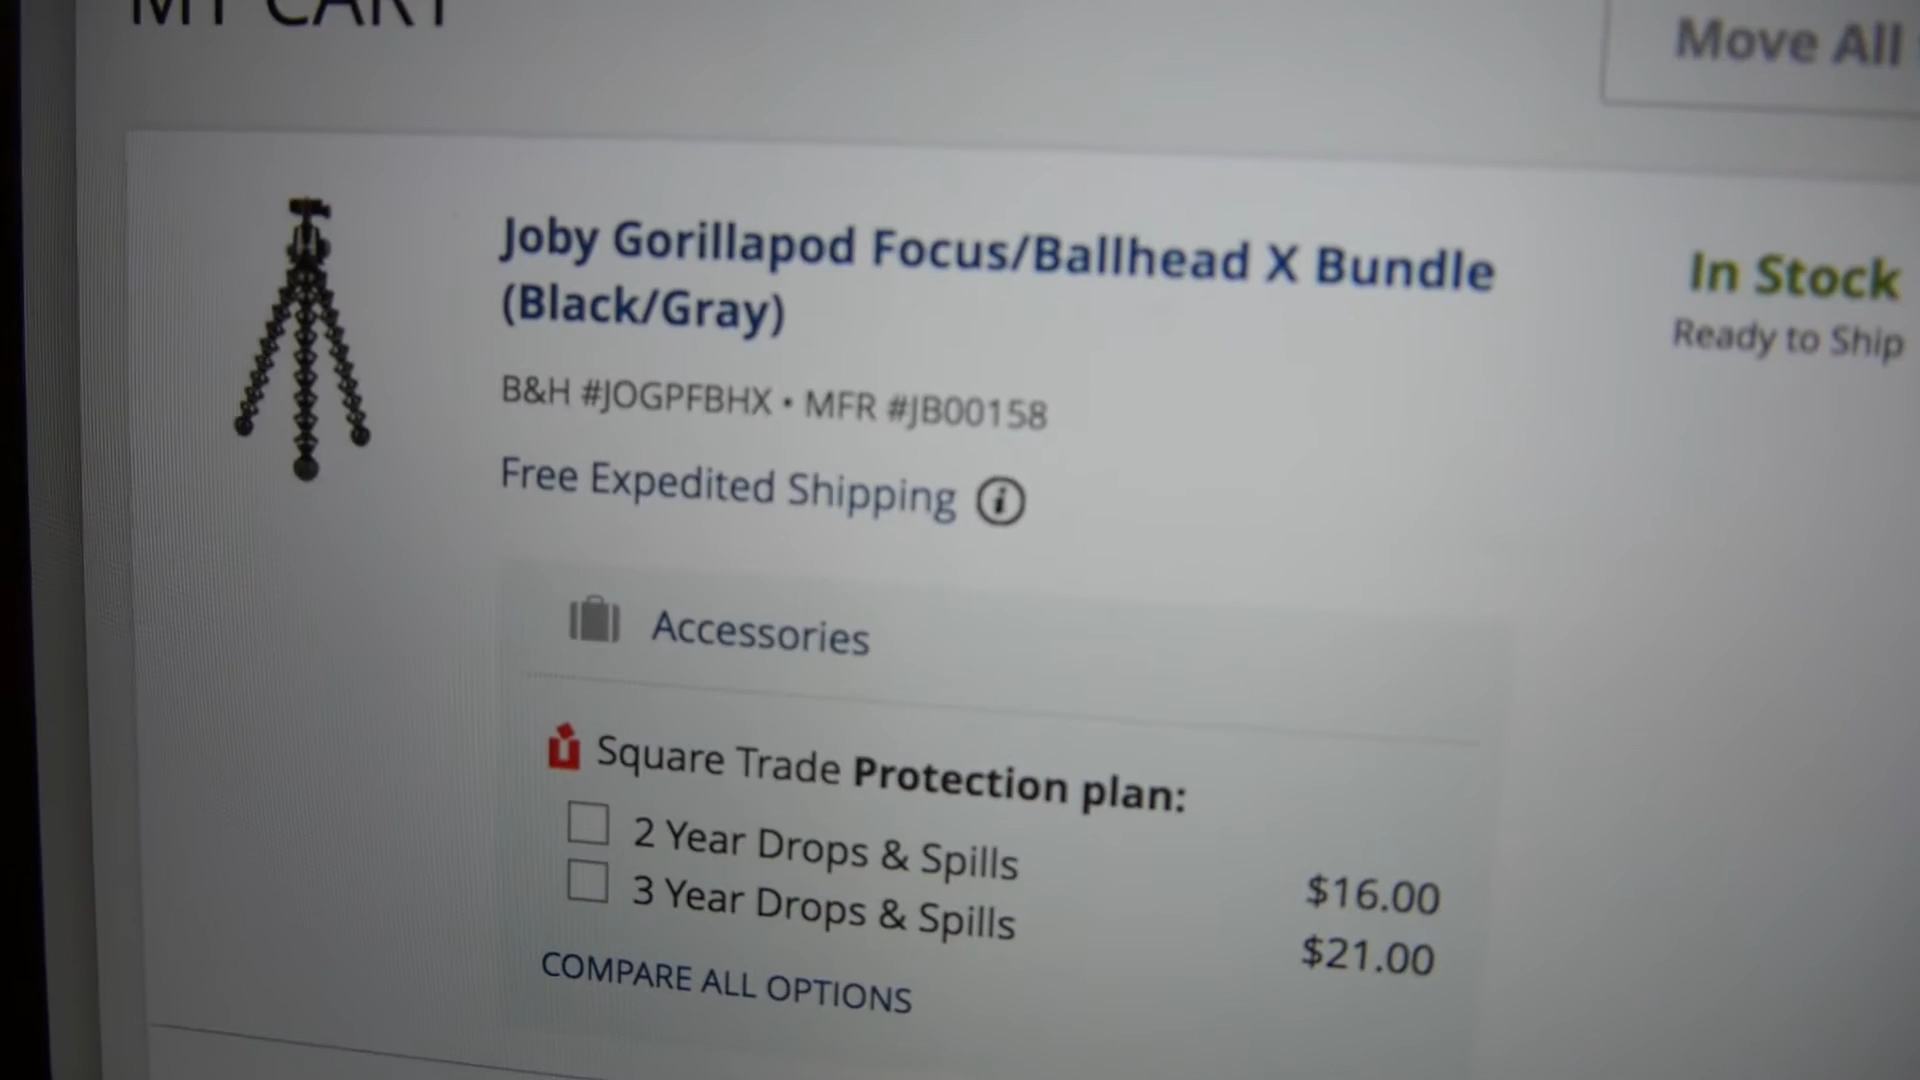 MY CART
Move All
Joby Gorillapod Focus/Ballhead X Bundle
(Black/Gray)
In Stock
Ready to Ship
B&H #JOGPFBHX • MFR #JB00158
Free Expedited Shipping
Accessories
Square Trade Protection plan:
2 Year Drops & Spills $16.00
3 Year Drops & Spills $21.00
COMPARE ALL OPTIONS